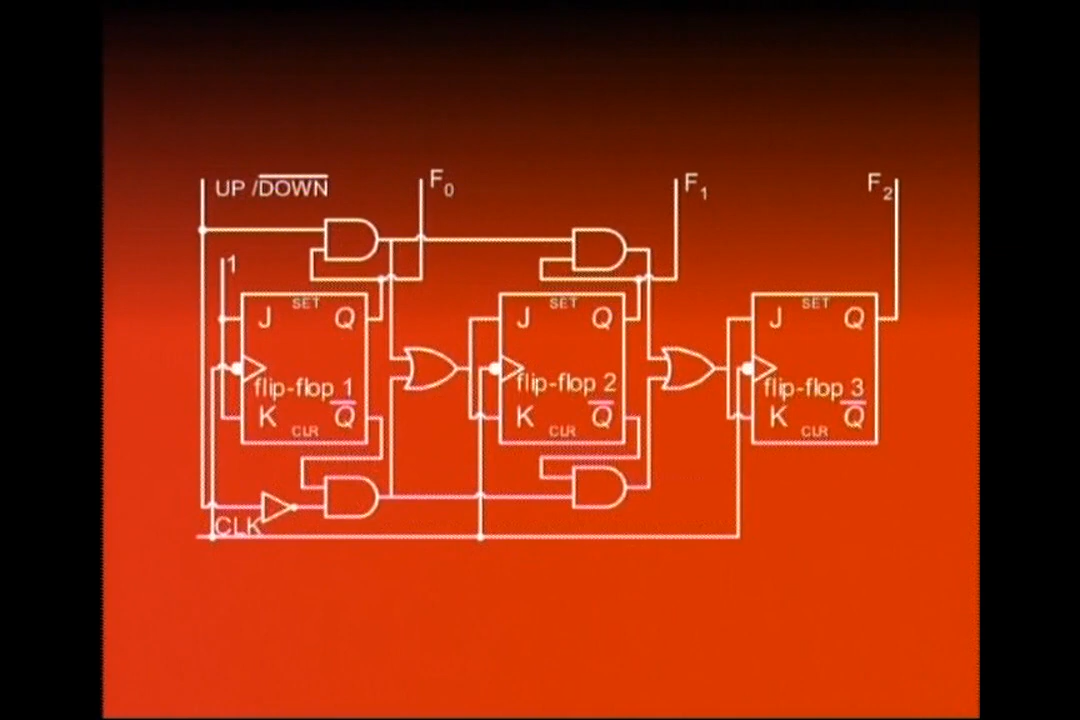 UP /DOWN
F0
F1
F2
1
SET
SET
SET
J Q
J Q
J Q
flip-flop 1
flip-flop 2
flip-flop 3
K Q
K Q
K Q
CLR
CLR
CLR
CLK